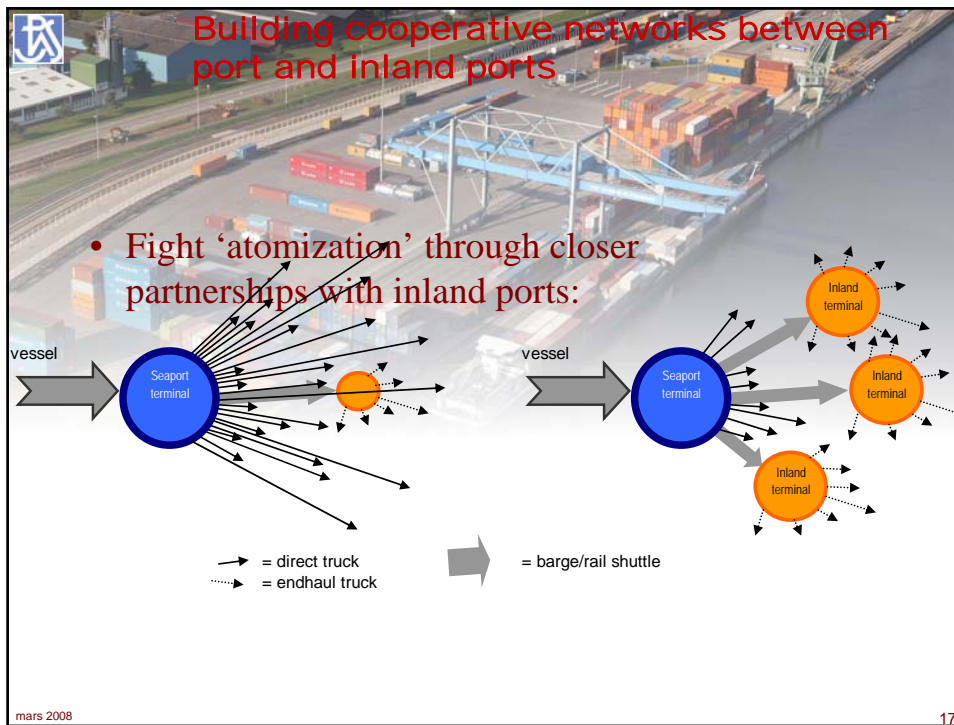 Building cooperative networks between
port and inland ports
• Fight ‘atomization’ through closer
partnerships with inland ports:
vessel
Seaport
terminal
vessel
Seaport
terminal
Inland
terminal
Inland
terminal
Inland
terminal
= direct truck
= endhaul truck
= barge/rail shuttle
mars 2008
17